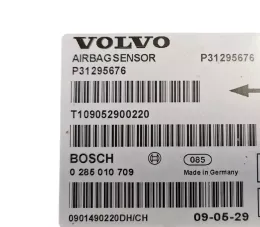 VOLVO
AIRBAG SENSOR P31295676
P31295676
T109052900220
BOSCH 085
0 285 010 709 Made in Germany
0901490220DH/CH 09-05-29